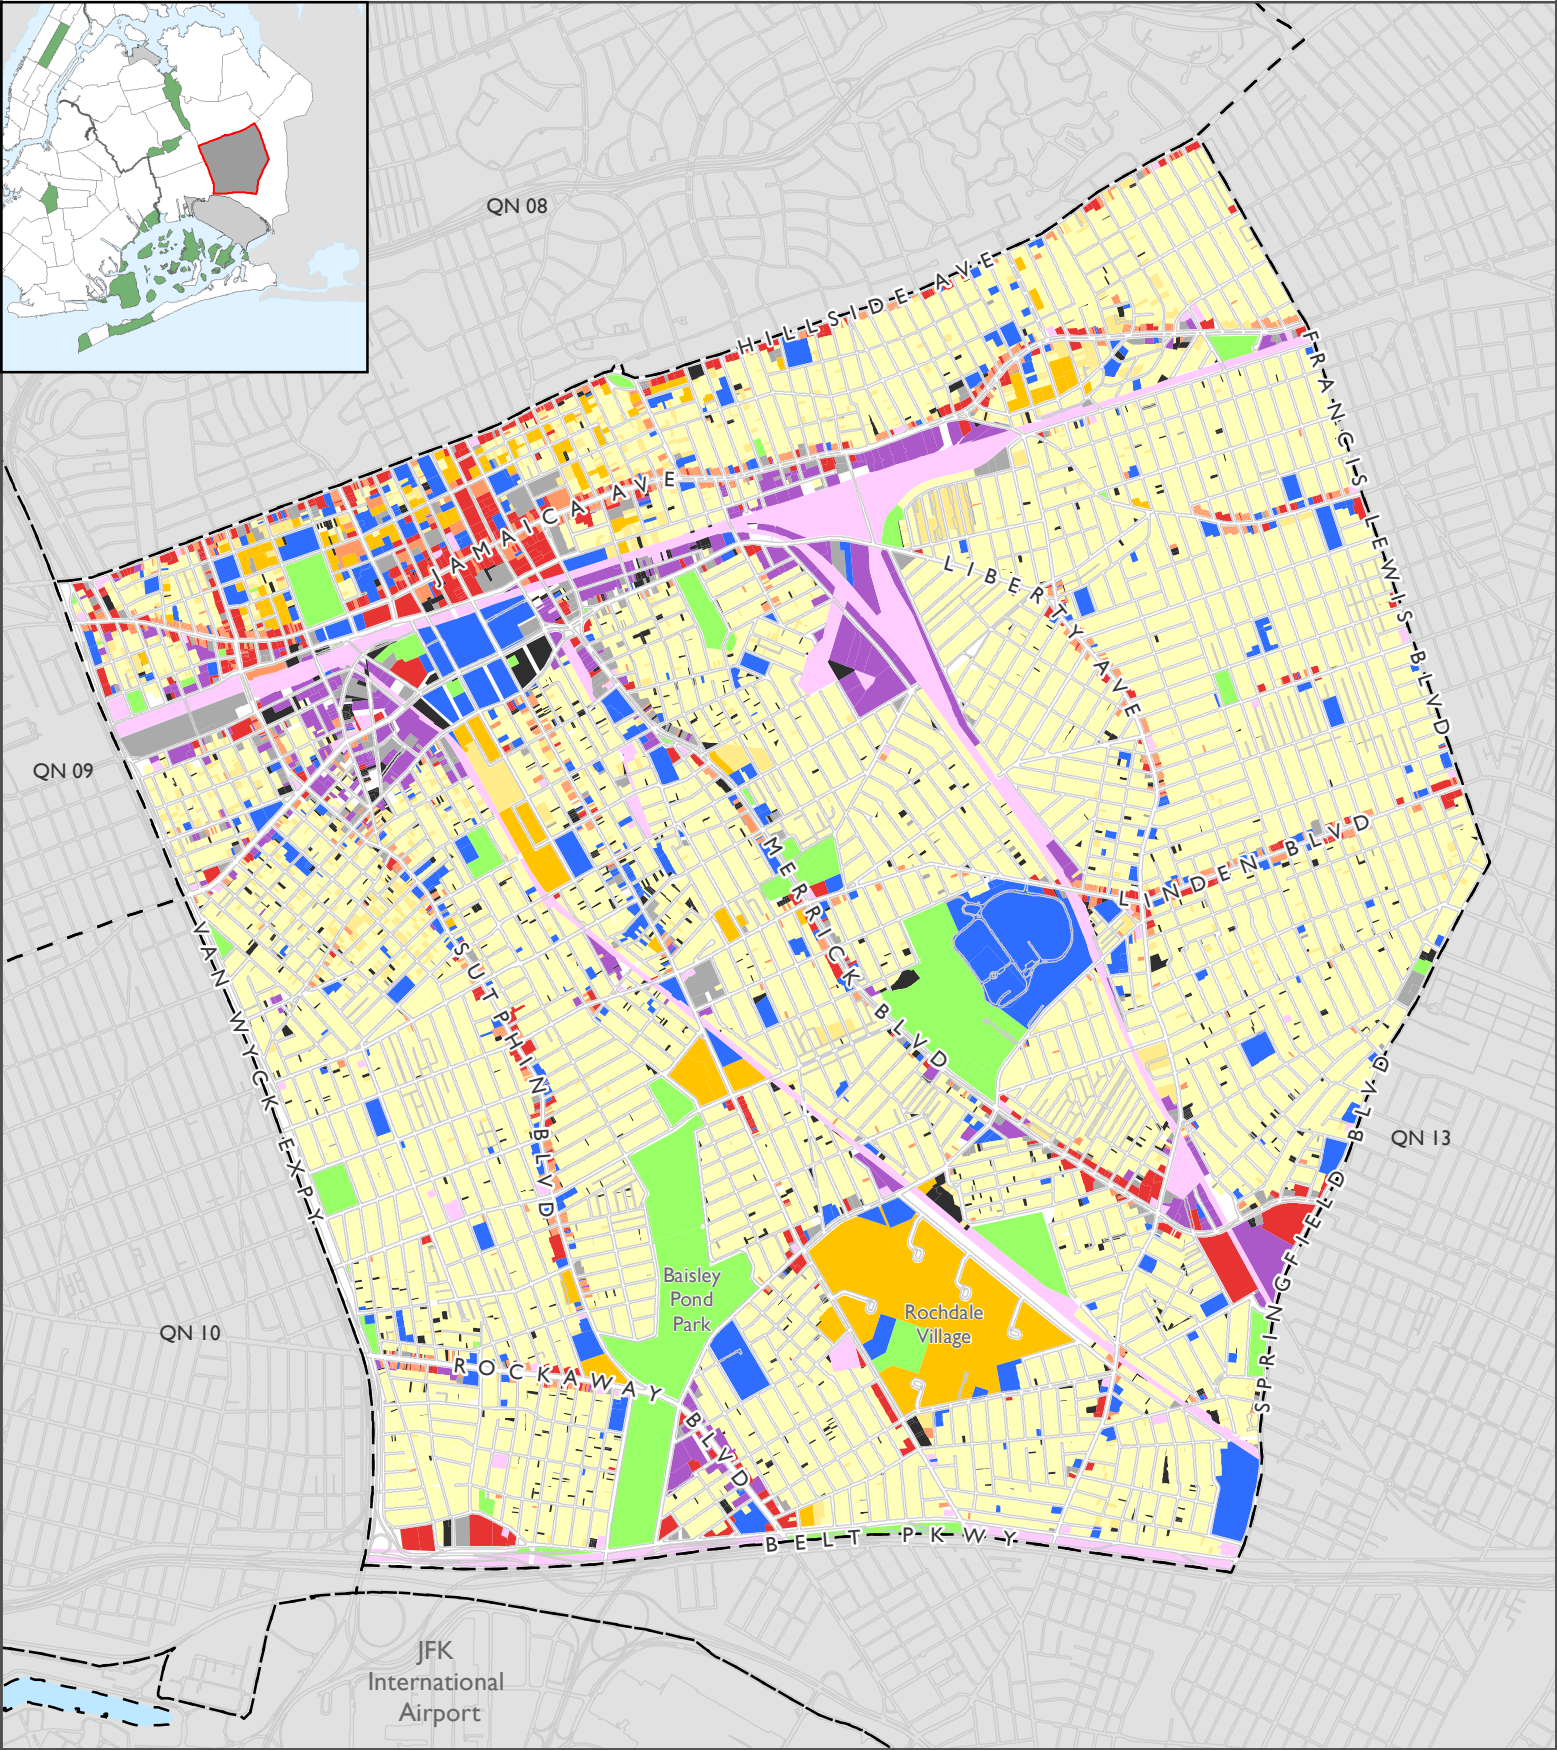 QN 08
HILLSIDE AVE
JAMAICA AVE
FRANCIS LEWIS BLVD
LIBERTY AVE
QN 09
MERRICK BLVD
LINDEN BLVD
VAN WYCK EXPY
SUTPHIN BLVD
QN 13
SPRINGFIELD BLVD
Baisley
Pond
Park
Rochdale
Village
QN 10
ROCKAWAY BLVD
BELT PKWY
JFK
International
Airport